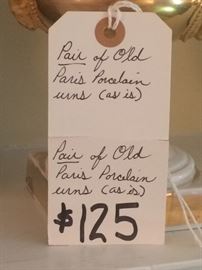 Pair of Old
Paris Porcelain
urns (as is)
Pair of Old
Paris Porcelain
urns (as is)
$125